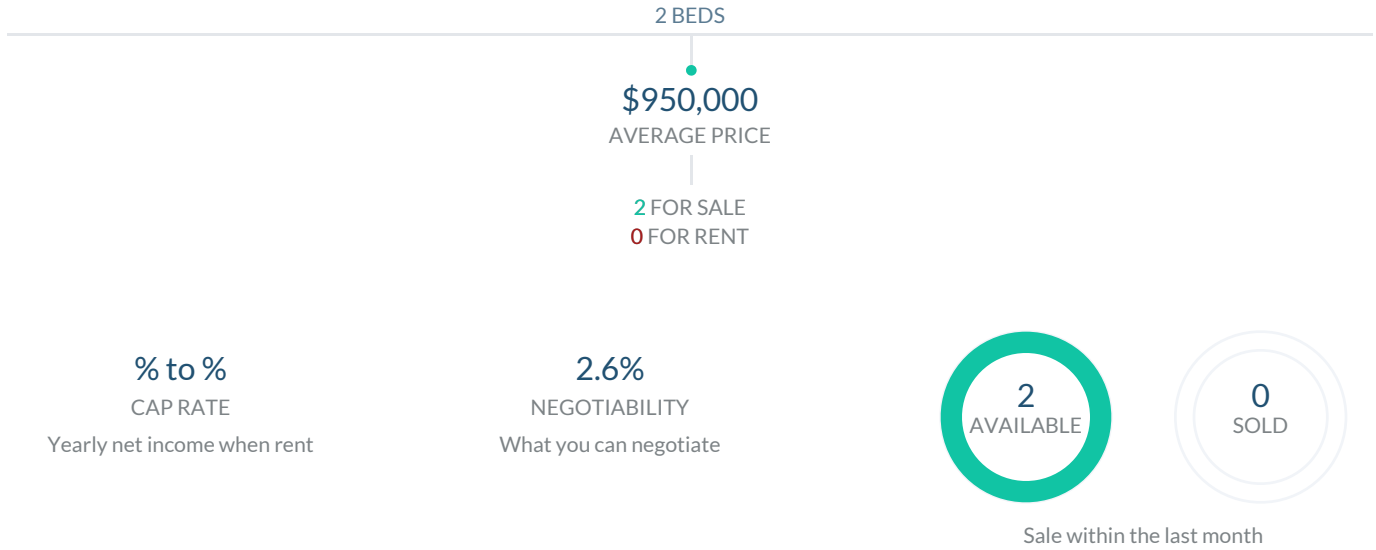 2 BEDS
$950,000
AVERAGE PRICE
2 FOR SALE
0 FOR RENT
% to %
CAP RATE
Yearly net income when rent
2.6%
NEGOTIABILITY
What you can negotiate
2
AVAILABLE
0
SOLD
Sale within the last month